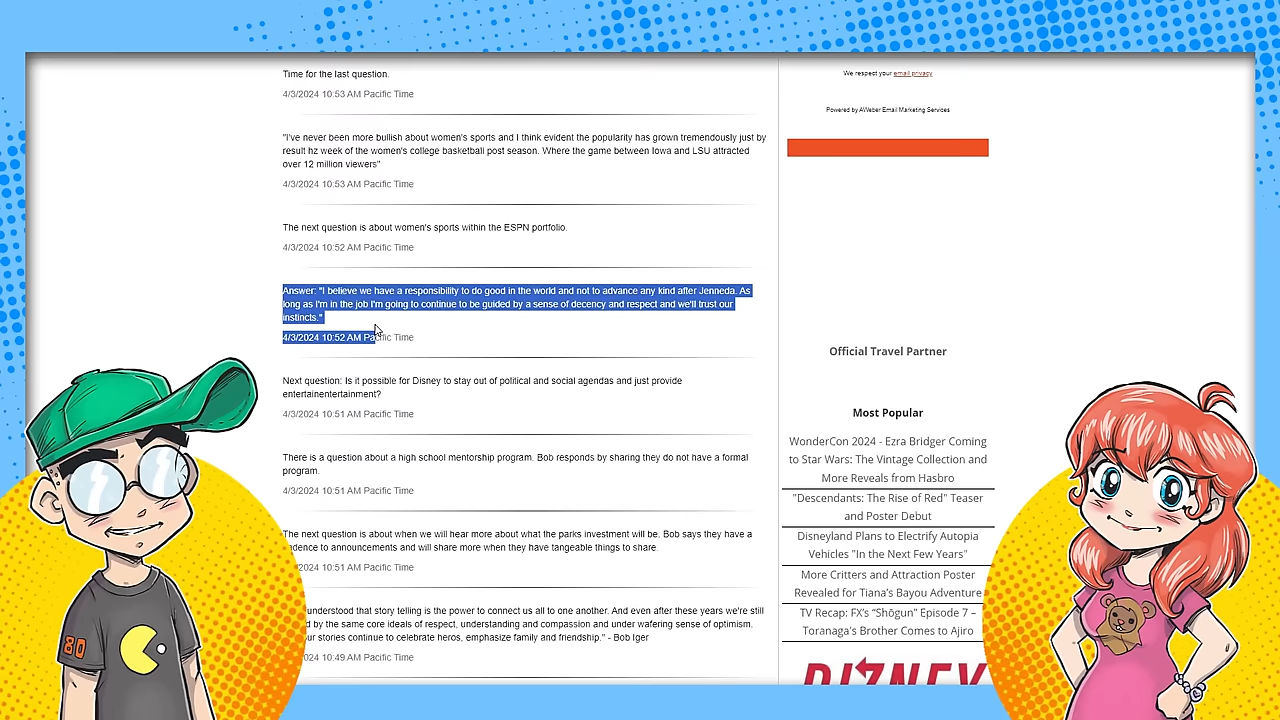 Time for the last question.
4/3/2024 10:53 AM Pacific Time
"I've never been more bullish about women's sports and I think evident the popularity has grown tremendously just by
result hz week of the women's college basketball post season. Where the game between Iowa and LSU attracted
over 12 million viewers"
4/3/2024 10:53 AM Pacific Time
The next question is about women's sports within the ESPN portfolio.
4/3/2024 10:52 AM Pacific Time
Answer: "I believe we have a responsibility to do good in the world and not to advance any kind after Jenneda. As
long as I'm in the job I'm going to continue to be guided by a sense of decency and respect and we'll trust our
instincts."
4/3/2024 10:52 AM Pacific Time
Next question: Is it possible for Disney to stay out of political and social agendas and just provide
entertainentertainment?
4/3/2024 10:51 AM Pacific Time
There is a question about a high school mentorship program. Bob responds by sharing they do not have a formal
program.
4/3/2024 10:51 AM Pacific Time
The next question is about when we will hear more about what the parks investment will be. Bob says they have a
dence to announcements and will share more when they have tangeable things to share.
2024 10:51 AM Pacific Time
understood that story telling is the power to connect us all to one another. And even after these years we're still
by the same core ideals of respect, understanding and compassion and under wafering sense of optimism.
ur stories continue to celebrate heros, emphasize family and friendship." - Bob Iger
2024 10:49 AM Pacific Time
We respect your email privacy
Powered by AWeber Email Marketing Services
Official Travel Partner
Most Popular
WonderCon 2024 - Ezra Bridger Coming
to Star Wars: The Vintage Collection and
More Reveals from Hasbro
"Descendants: The Rise of Red" Teaser
and Poster Debut
Disneyland Plans to Electrify Autopia
Vehicles "In the Next Few Years"
More Critters and Attraction Poster
Revealed for Tiana's Bayou Adventure
TV Recap: FX's "Shōgun" Episode 7 –
Toranaga's Brother Comes to Ajiro
80